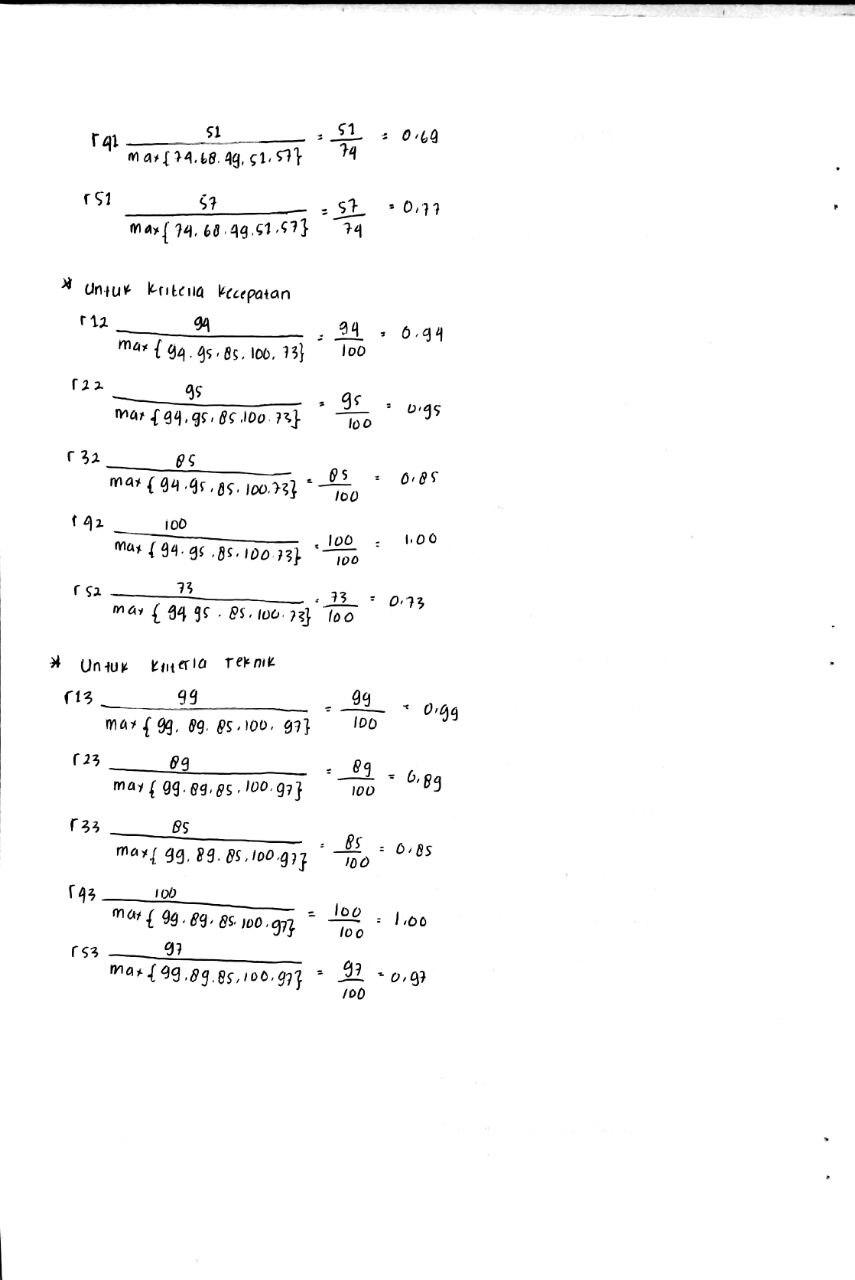 r41 51 / max{74, 68, 49, 51, 57} = 51/74 = 0,69
r51 57 / max{74, 68, 49, 51, 57} = 57/74 = 0,77
* Untuk kriteria kecepatan
r12 94 / max{94, 95, 85, 100, 73} = 94/100 = 0,94
r22 95 / max{94, 95, 85, 100, 73} = 95/100 = 0,95
r32 85 / max{94, 95, 85, 100, 73} = 85/100 = 0,85
r42 100 / max{94, 95, 85, 100, 73} = 100/100 = 1.00
r52 73 / max{94, 95, 85, 100, 73} = 73/100 = 0,73
* Untuk kriteria teknik
r13 99 / max{99, 89, 85, 100, 97} = 99/100 = 0,99
r23 89 / max{99, 89, 85, 100, 97} = 89/100 = 0,89
r33 85 / max{99, 89, 85, 100, 97} = 85/100 = 0,85
r43 100 / max{99, 89, 85, 100, 97} = 100/100 = 1,00
r53 97 / max{99, 89, 85, 100, 97} = 97/100 = 0,97